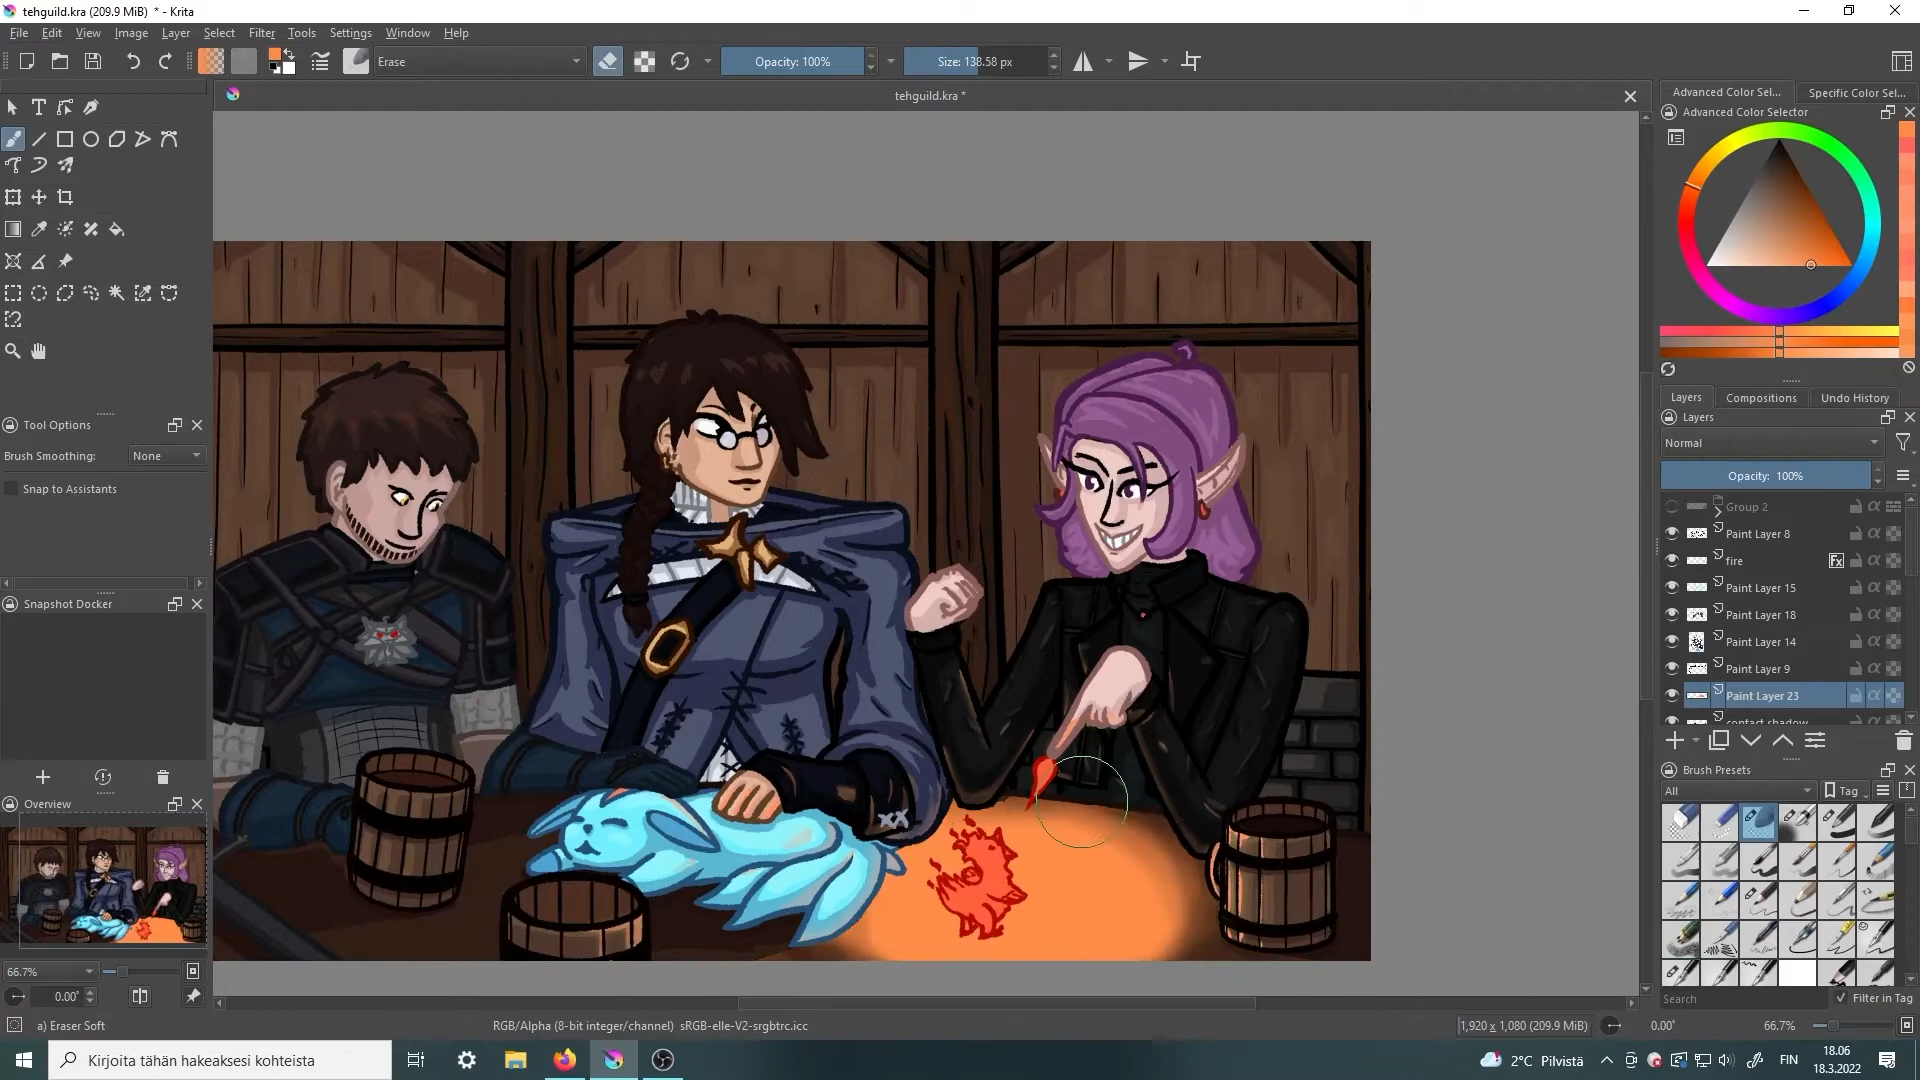 tehguild.kra (209.9 MiB) * - Krita
File Edit View Image Layer Select Filter Tools Settings Window Help
Erase
Opacity: 100%
Size: 138.58 px
tehguild.kra *
Advanced Color Sel...
Specific Color Sel...
Advanced Color Selector
Tool Options
Brush Smoothing:
None
Snap to Assistants
Snapshot Docker
Overview
66.7%
0.00°
Layers
Compositions
Undo History
Layers
Normal
Opacity: 100%
Group 2
Paint Layer 8
fire
Fx
Paint Layer 15
Paint Layer 18
Paint Layer 14
Paint Layer 9
Paint Layer 23
contact shadow
Brush Presets
All
Tag
Search
Filter in Tag
XX
a) Eraser Soft
RGB/Alpha (8-bit integer/channel) sRGB-elle-V2-srgbtrc.icc
1,920 x 1,080 (209.9 MiB)
0.00°
66.7%
Kirjoita tähän hakeaksesi kohteista
2°C Pilvistä
FIN
18.06
18.3.2022